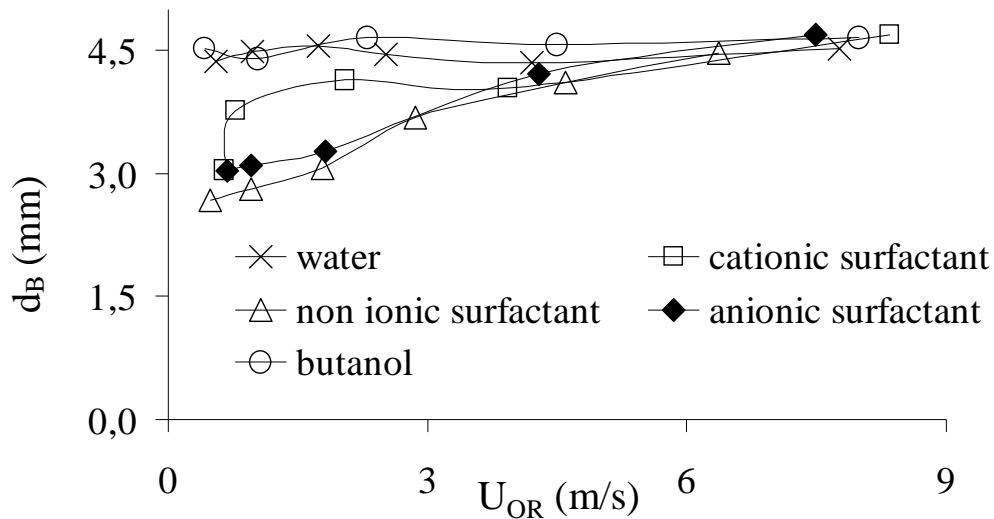 4,5
3,0
1,5
0,0
d_B (mm)
water
cationic surfactant
non ionic surfactant
anionic surfactant
butanol
0
3
6
9
U_OR (m/s)